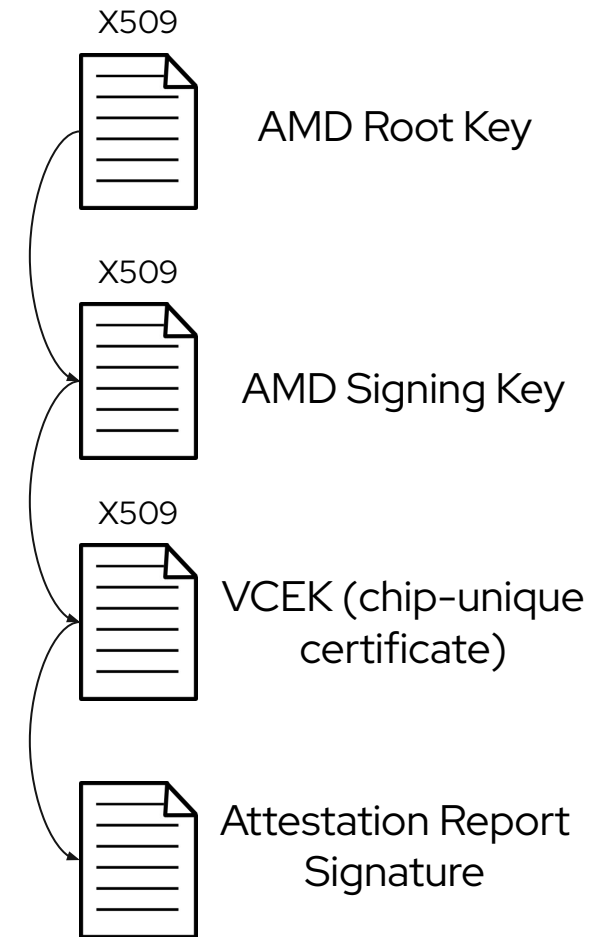 X509
AMD Root Key
X509
AMD Signing Key
X509
VCEK (chip-unique
certificate)
Attestation Report
Signature